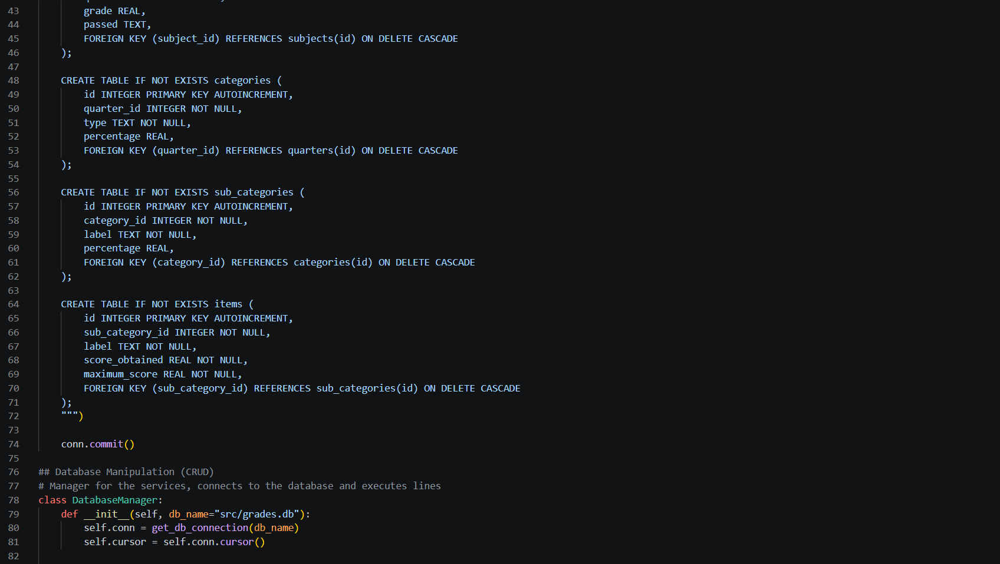 43 grade REAL,
44 passed TEXT,
45 FOREIGN KEY (subject_id) REFERENCES subjects(id) ON DELETE CASCADE
46 );
47
48 CREATE TABLE IF NOT EXISTS categories (
49 id INTEGER PRIMARY KEY AUTOINCREMENT,
50 quarter_id INTEGER NOT NULL,
51 type TEXT NOT NULL,
52 percentage REAL,
53 FOREIGN KEY (quarter_id) REFERENCES quarters(id) ON DELETE CASCADE
54 );
55
56 CREATE TABLE IF NOT EXISTS sub_categories (
57 id INTEGER PRIMARY KEY AUTOINCREMENT,
58 category_id INTEGER NOT NULL,
59 label TEXT NOT NULL,
60 percentage REAL,
61 FOREIGN KEY (category_id) REFERENCES categories(id) ON DELETE CASCADE
62 );
63
64 CREATE TABLE IF NOT EXISTS items (
65 id INTEGER PRIMARY KEY AUTOINCREMENT,
66 sub_category_id INTEGER NOT NULL,
67 label TEXT NOT NULL,
68 score_obtained REAL NOT NULL,
69 maximum_score REAL NOT NULL,
70 FOREIGN KEY (sub_category_id) REFERENCES sub_categories(id) ON DELETE CASCADE
71 );
72 """)
73
74 conn.commit()
75
76 ## Database Manipulation (CRUD)
77 # Manager for the services, connects to the database and executes lines
78 class DatabaseManager:
79 def __init__(self, db_name="src/grades.db"):
80 self.conn = get_db_connection(db_name)
81 self.cursor = self.conn.cursor()
82